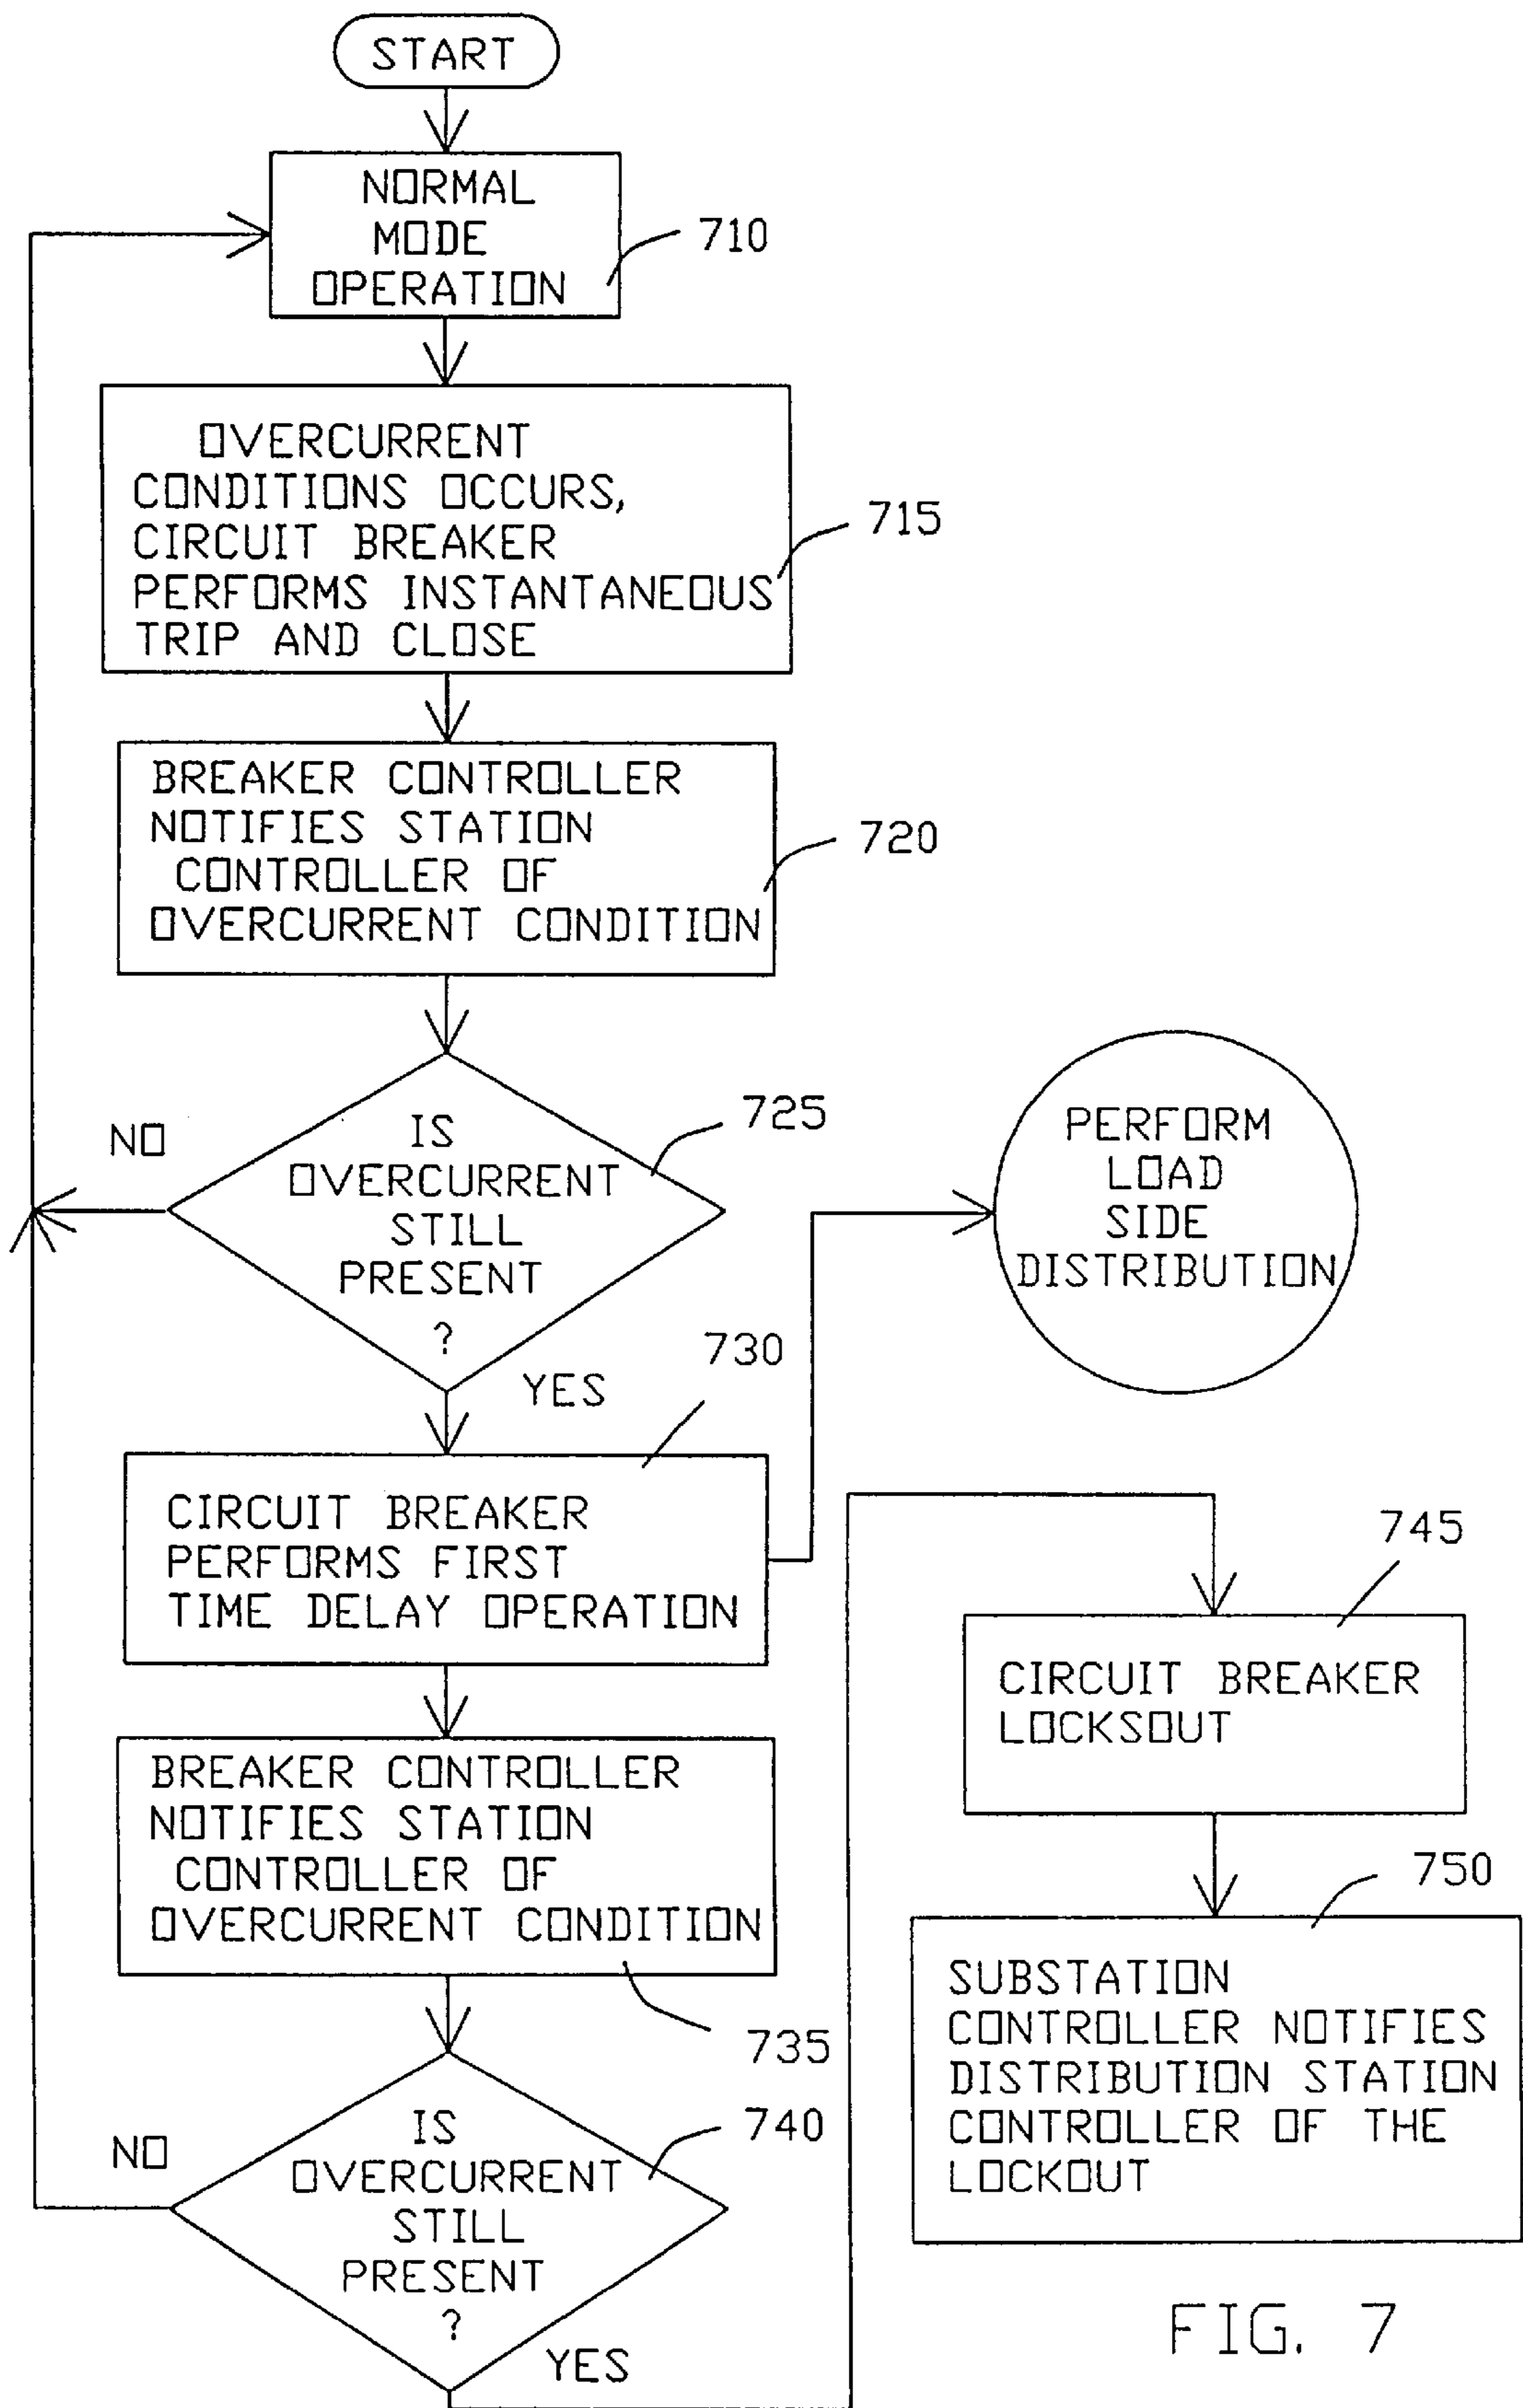 START
NORMAL
MODE
OPERATION
710
OVERCURRENT
CONDITIONS OCCURS,
CIRCUIT BREAKER
PERFORMS INSTANTANEOUS
TRIP AND CLOSE
715
BREAKER CONTROLLER
NOTIFIES STATION
CONTROLLER OF
OVERCURRENT CONDITION
720
IS
OVERCURRENT
STILL
PRESENT
?
725
NO
YES
PERFORM
LOAD
SIDE
DISTRIBUTION
730
CIRCUIT BREAKER
PERFORMS FIRST
TIME DELAY OPERATION
BREAKER CONTROLLER
NOTIFIES STATION
CONTROLLER OF
OVERCURRENT CONDITION
735
IS
OVERCURRENT
STILL
PRESENT
?
740
NO
YES
745
CIRCUIT BREAKER
LOCKSOUT
750
SUBSTATION
CONTROLLER NOTIFIES
DISTRIBUTION STATION
CONTROLLER OF THE
LOCKOUT
FIG. 7